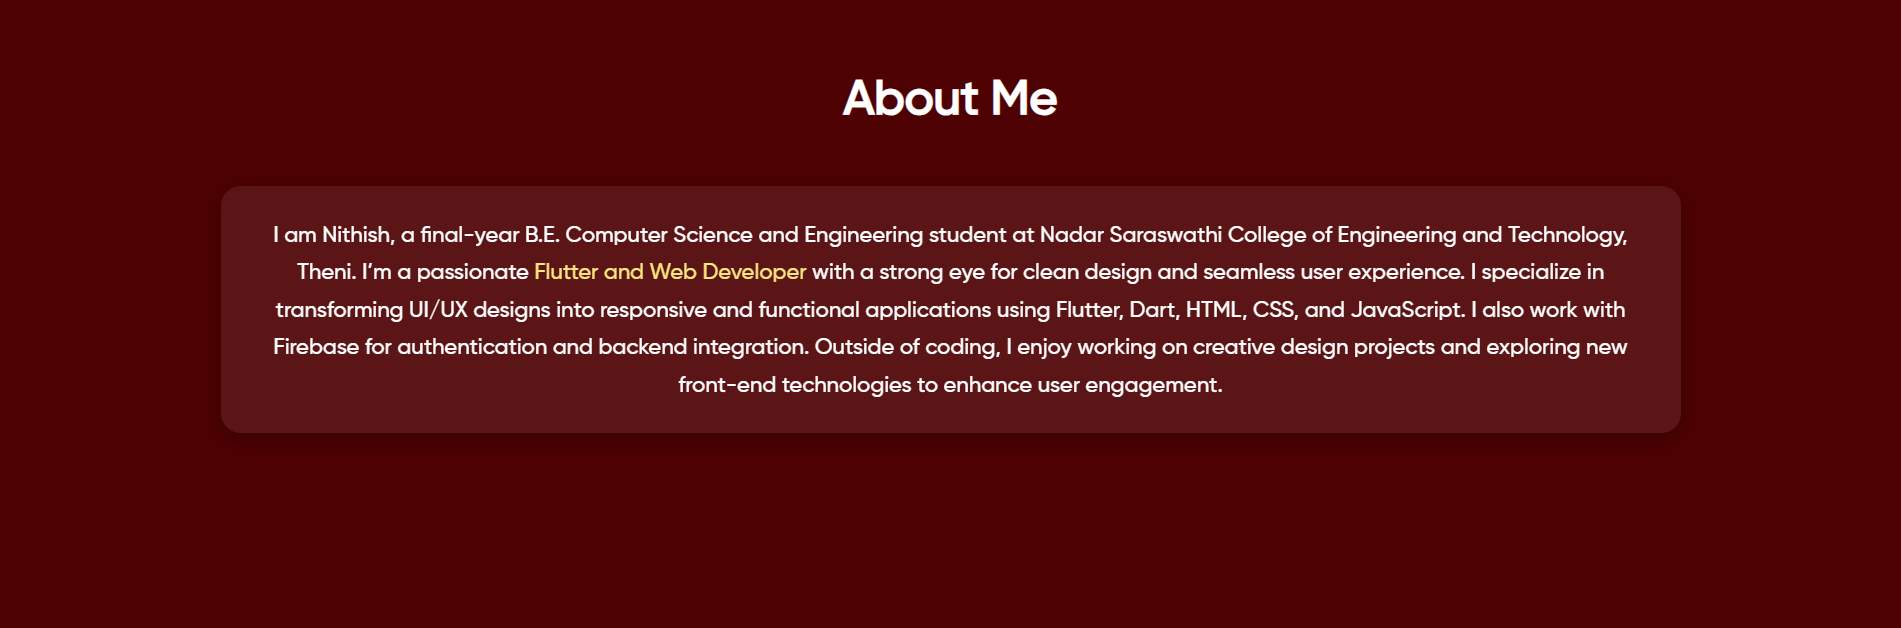 About Me
I am Nithish, a final-year B.E. Computer Science and Engineering student at Nadar Saraswathi College of Engineering and Technology,
Theni. I’m a passionate Flutter and Web Developer with a strong eye for clean design and seamless user experience. I specialize in
transforming UI/UX designs into responsive and functional applications using Flutter, Dart, HTML, CSS, and JavaScript. I also work with
Firebase for authentication and backend integration. Outside of coding, I enjoy working on creative design projects and exploring new
front-end technologies to enhance user engagement.